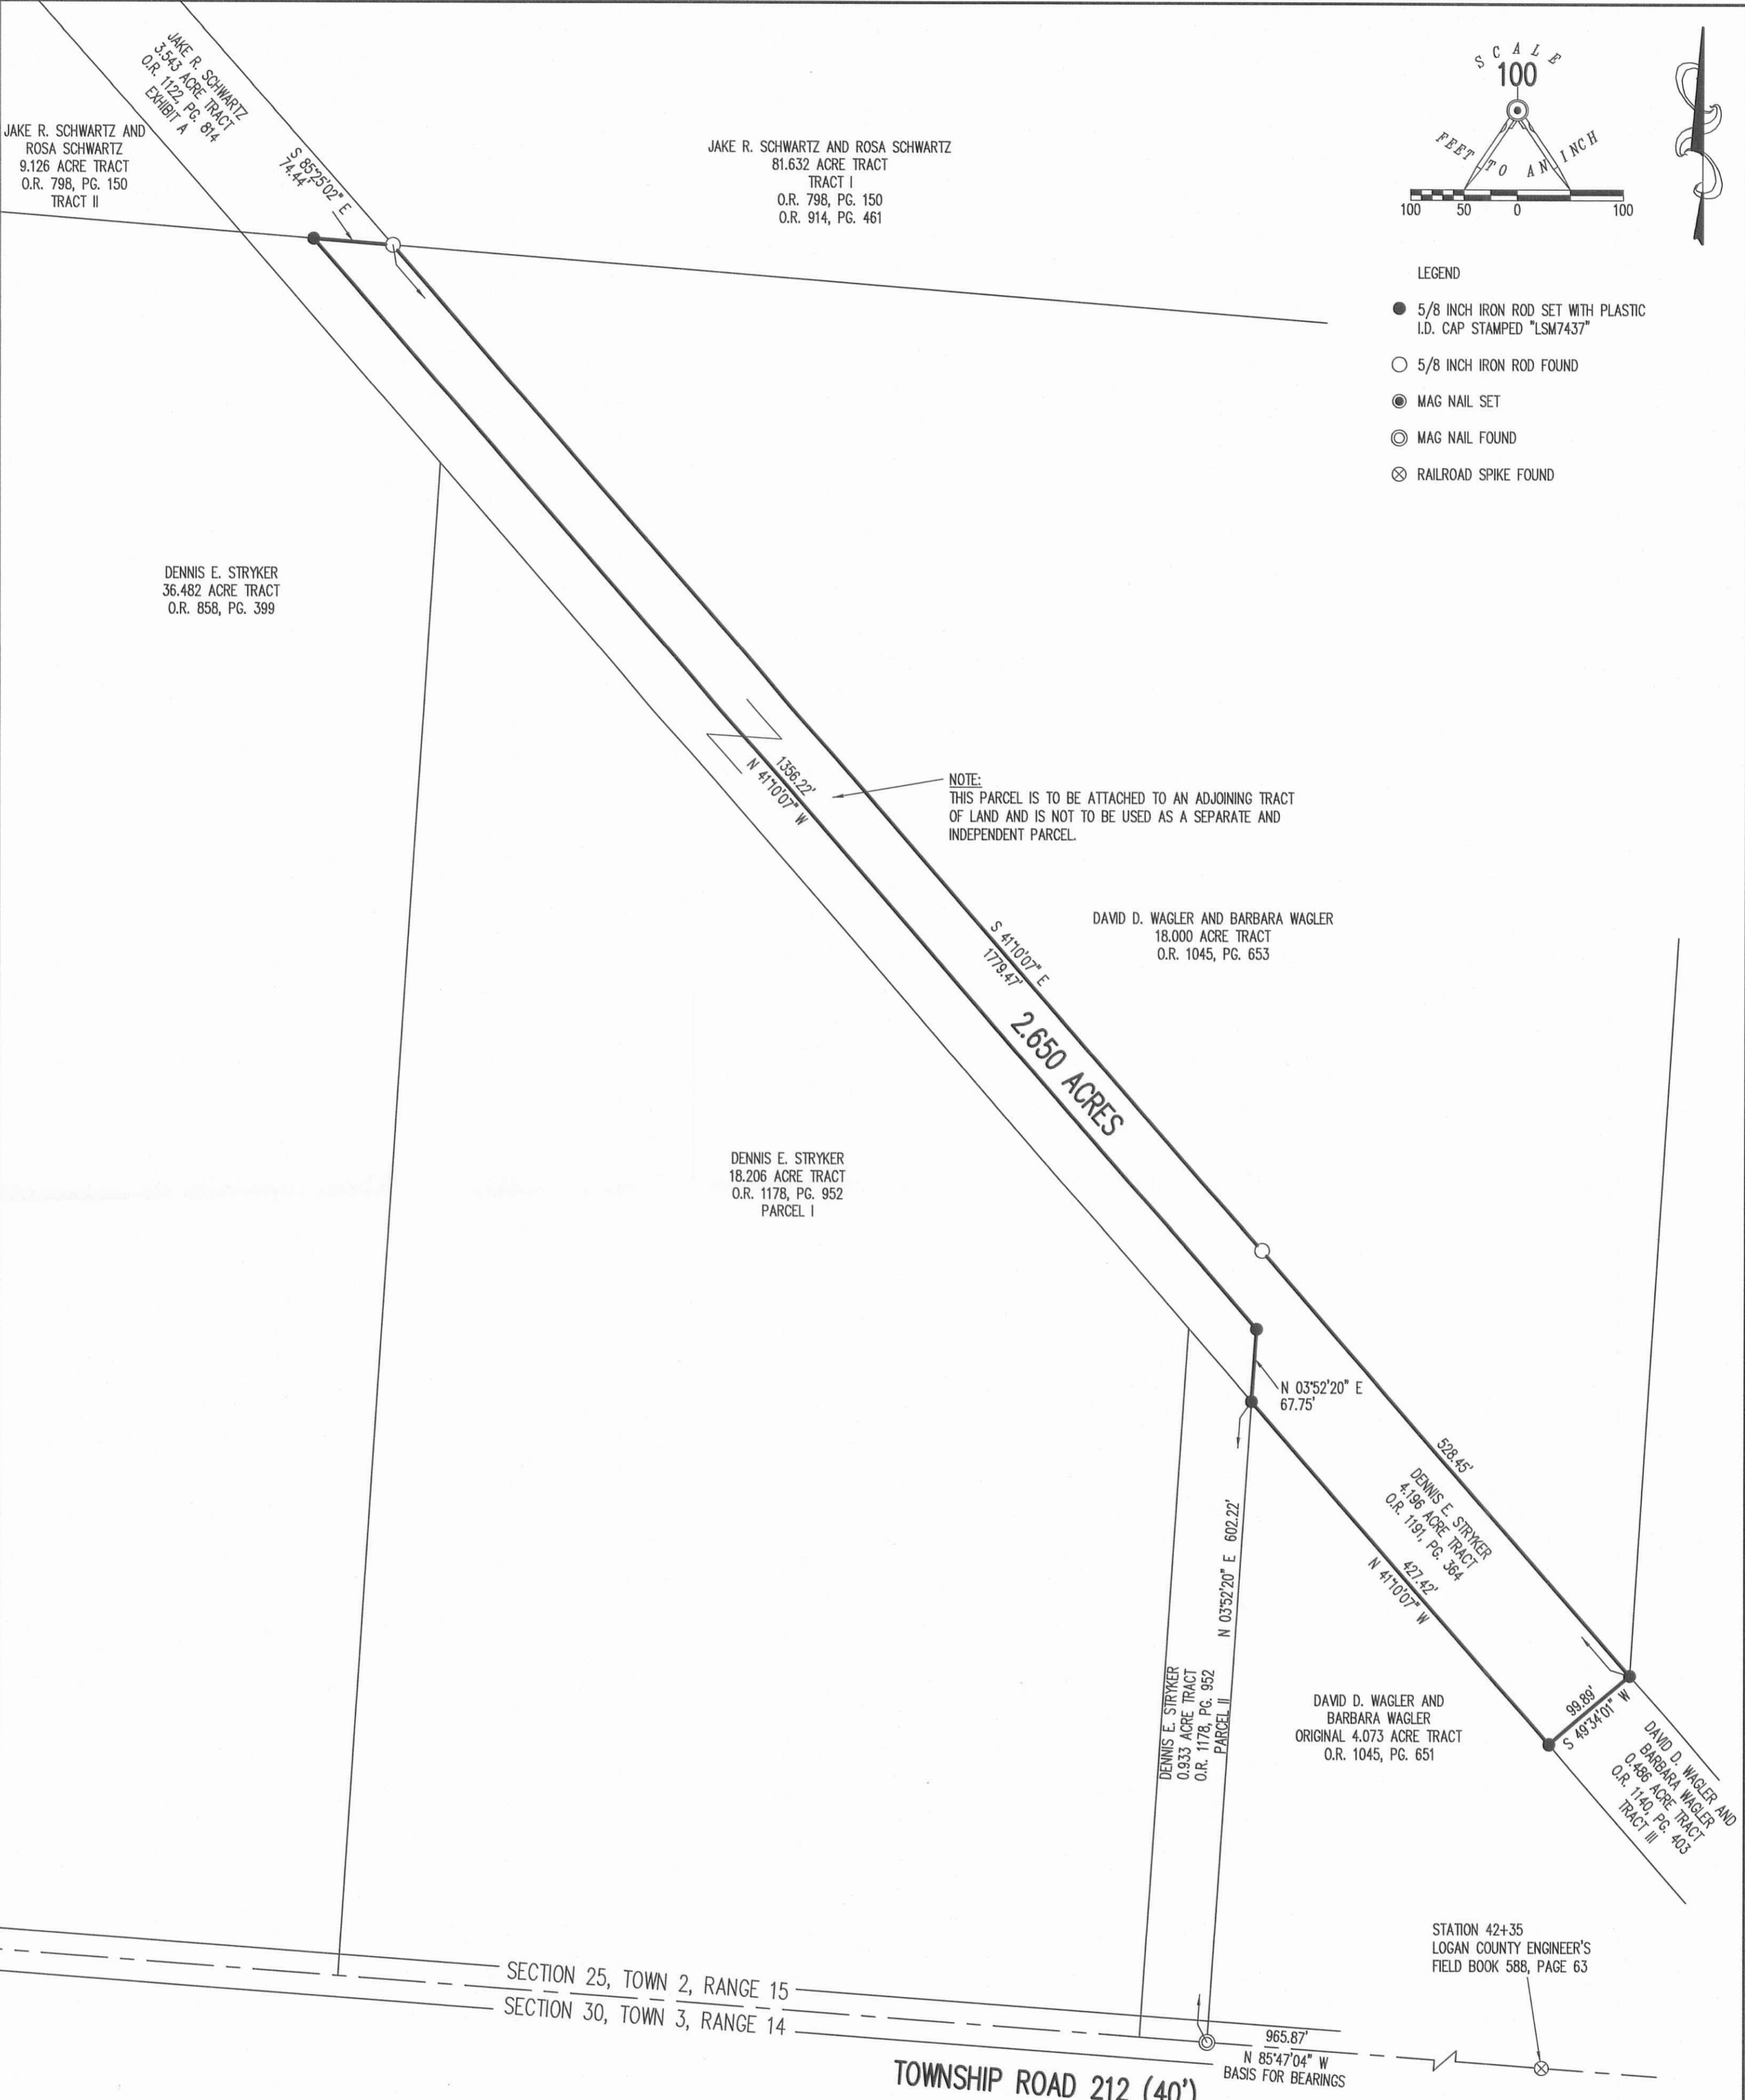 JAKE R. SCHWARTZ
3.543 ACRE TRACT
O.R. 1122, PG. 814
EXHIBIT A
JAKE R. SCHWARTZ AND
ROSA SCHWARTZ
9.126 ACRE TRACT
O.R. 798, PG. 150
TRACT II
S 85°25'02" E
74.44'
JAKE R. SCHWARTZ AND ROSA SCHWARTZ
81.632 ACRE TRACT
TRACT I
O.R. 798, PG. 150
O.R. 914, PG. 461
SCALE
100
FEET TO AN INCH
100 50 0 100
LEGEND
5/8 INCH IRON ROD SET WITH PLASTIC
I.D. CAP STAMPED "LSM7437"
5/8 INCH IRON ROD FOUND
MAG NAIL SET
MAG NAIL FOUND
RAILROAD SPIKE FOUND
DENNIS E. STRYKER
36.482 ACRE TRACT
O.R. 858, PG. 399
1356.22'
N 41°10'07" W
NOTE:
THIS PARCEL IS TO BE ATTACHED TO AN ADJOINING TRACT
OF LAND AND IS NOT TO BE USED AS A SEPARATE AND
INDEPENDENT PARCEL.
DAVID D. WAGLER AND BARBARA WAGLER
18.000 ACRE TRACT
O.R. 1045, PG. 653
S 41°10'07" E
1779.47'
2.650 ACRES
DENNIS E. STRYKER
18.206 ACRE TRACT
O.R. 1178, PG. 952
PARCEL I
N 03°52'20" E
67.75'
528.45'
DENNIS E. STRYKER
4.196 ACRE TRACT
O.R. 1191, PG. 364
427.42'
N 41°10'07" W
N 03°52'20" E 602.22'
DENNIS E. STRYKER
0.933 ACRE TRACT
O.R. 1178, PG. 952
PARCEL II
DAVID D. WAGLER AND
BARBARA WAGLER
ORIGINAL 4.073 ACRE TRACT
O.R. 1045, PG. 651
99.89'
S 49°34'01" W
DAVID D. WAGLER AND
BARBARA WAGLER
0.486 ACRE TRACT
O.R. 1140, PG. 403
TRACT III
STATION 42+35
LOGAN COUNTY ENGINEER'S
FIELD BOOK 588, PAGE 63
SECTION 25, TOWN 2, RANGE 15
SECTION 30, TOWN 3, RANGE 14
965.87'
N 85°47'04" W
BASIS FOR BEARINGS
TOWNSHIP ROAD 212 (40')